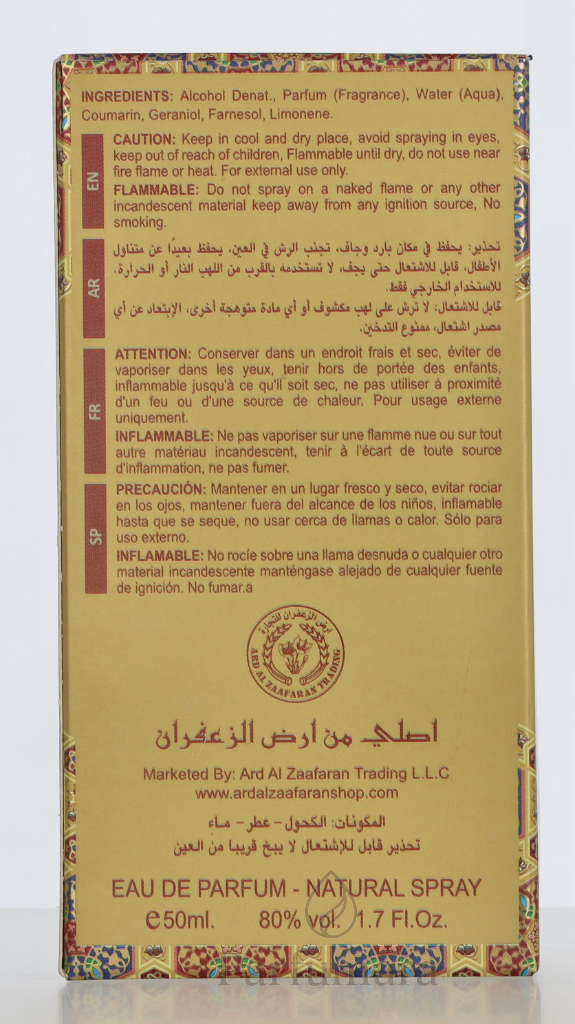 INGREDIENTS: Alcohol Denat., Parfum (Fragrance), Water (Aqua),
Coumarin, Geraniol, Farnesol, Limonene.
EN
CAUTION: Keep in cool and dry place, avoid spraying in eyes,
keep out of reach of children, Flammable until dry, do not use near
fire flame or heat. For external use only.
FLAMMABLE: Do not spray on a naked flame or any other
incandescent material keep away from any ignition source, No
smoking.
AR
تحذير: يحفظ في مكان بارد وجاف، تجنب الرش في العين، يحفظ بعيدًا عن متناول
الأطفال، قابل للاشتعال حتى يجف، لا تستخدمه بالقرب من اللهب النار أو الحرارة.
للاستخدام الخارجي فقط.
قابل للاشتعال: لا ترش على لهب مكشوف أو أي مادة متوهجة أخرى، الإبتعاد عن أي
مصدر اشتعال، ممنوع التدخين.
FR
ATTENTION: Conserver dans un endroit frais et sec, éviter de
vaporiser dans les yeux, tenir hors de portée des enfants,
inflammable jusqu'à ce qu'il soit sec, ne pas utiliser à proximité
d'un feu ou d'une source de chaleur. Pour usage externe
uniquement.
INFLAMMABLE: Ne pas vaporiser sur une flamme nue ou sur tout
autre matériau incandescent, tenir à l'écart de toute source
d'inflammation, ne pas fumer.
SP
PRECAUCIÓN: Mantener en un lugar fresco y seco, evitar rociar
en los ojos, mantener fuera del alcance de los niños, inflamable
hasta que se seque, no usar cerca de llamas o calor. Sólo para
uso externo.
INFLAMABLE: No rocíe sobre una llama desnuda o cualquier otro
material incandescente manténgase alejado de cualquier fuente
de ignición. No fumar.a
ارض الزعفران للتجارة
ARD AL ZAAFARAN TRADING
اصلي من ارض الزعفران
Marketed By: Ard Al Zaafaran Trading L.L.C
www.ardalzaafaranshop.com
المكونات: الكحول - عطر - ماء
تحذير قابل للإشتعال لا يبخ قريبا من العين
EAU DE PARFUM - NATURAL SPRAY
℮50ml. 80% vol. 1.7 Fl.Oz.
Parfumara